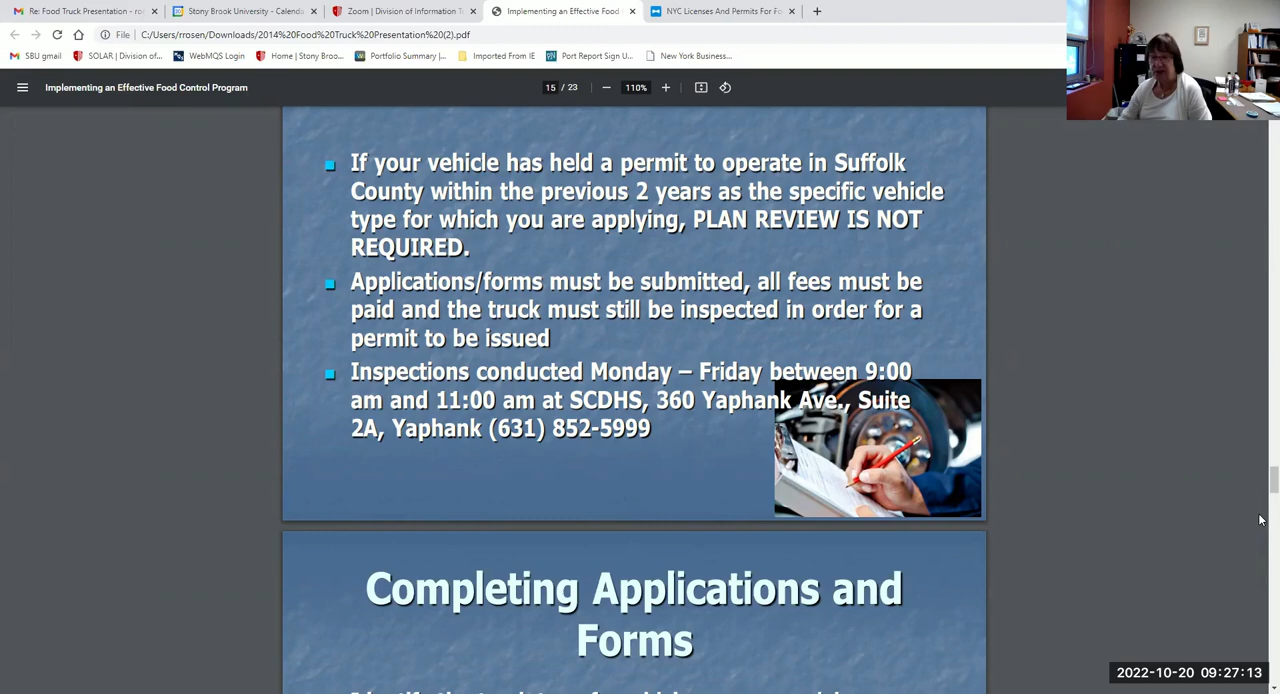 Re: Food Truck Presentation - ro
Stony Brook University - Calenda
Zoom | Division of Information T
Implementing an Effective Food
NYC Licenses And Permits For Fo
File C:/Users/rrosen/Downloads/2014%20Food%20Truck%20Presentation%20(2).pdf
SBU gmail
SOLAR | Division of...
WebMQS Login
Home | Stony Broo...
Portfolio Summary |...
Imported From IE
Port Report Sign U...
New York Business...
Implementing an Effective Food Control Program
15 / 23
110%
If your vehicle has held a permit to operate in Suffolk
County within the previous 2 years as the specific vehicle
type for which you are applying, PLAN REVIEW IS NOT
REQUIRED.
Applications/forms must be submitted, all fees must be
paid and the truck must still be inspected in order for a
permit to be issued
Inspections conducted Monday – Friday between 9:00
am and 11:00 am at SCDHS, 360 Yaphank Ave., Suite
2A, Yaphank (631) 852-5999
Completing Applications and
Forms
2022-10-20 09:27:13